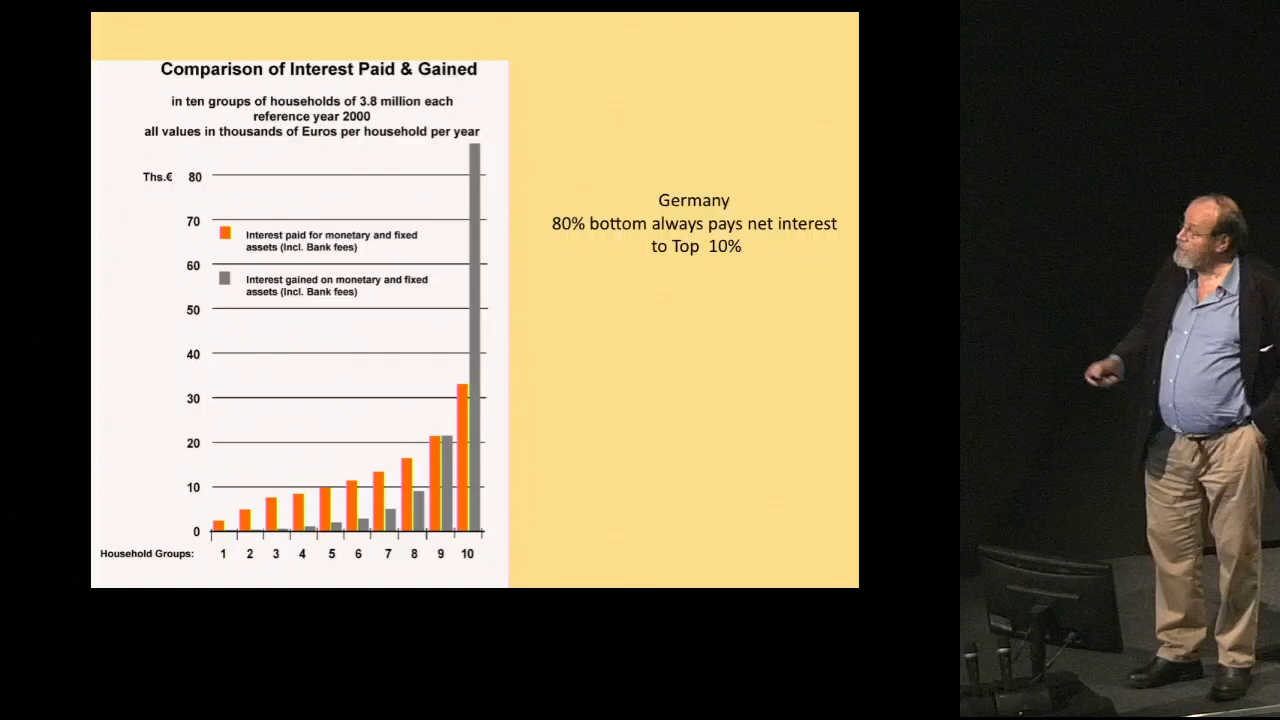 Comparison of Interest Paid & Gained
in ten groups of households of 3.8 million each
reference year 2000
all values in thousands of Euros per household per year
Ths.€ 80
70
Interest paid for monetary and fixed
assets (Incl. Bank fees)
60
Interest gained on monetary and fixed
assets (Incl. Bank fees)
50
40
30
20
10
0
Household Groups: 1 2 3 4 5 6 7 8 9 10
Germany
80% bottom always pays net interest
to Top 10%